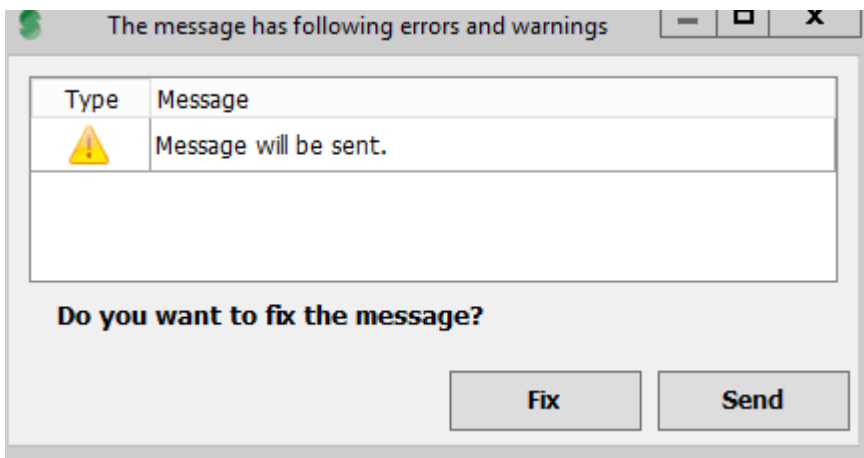 The message has following errors and warnings
Type Message
Message will be sent.
Do you want to fix the message?
Fix Send